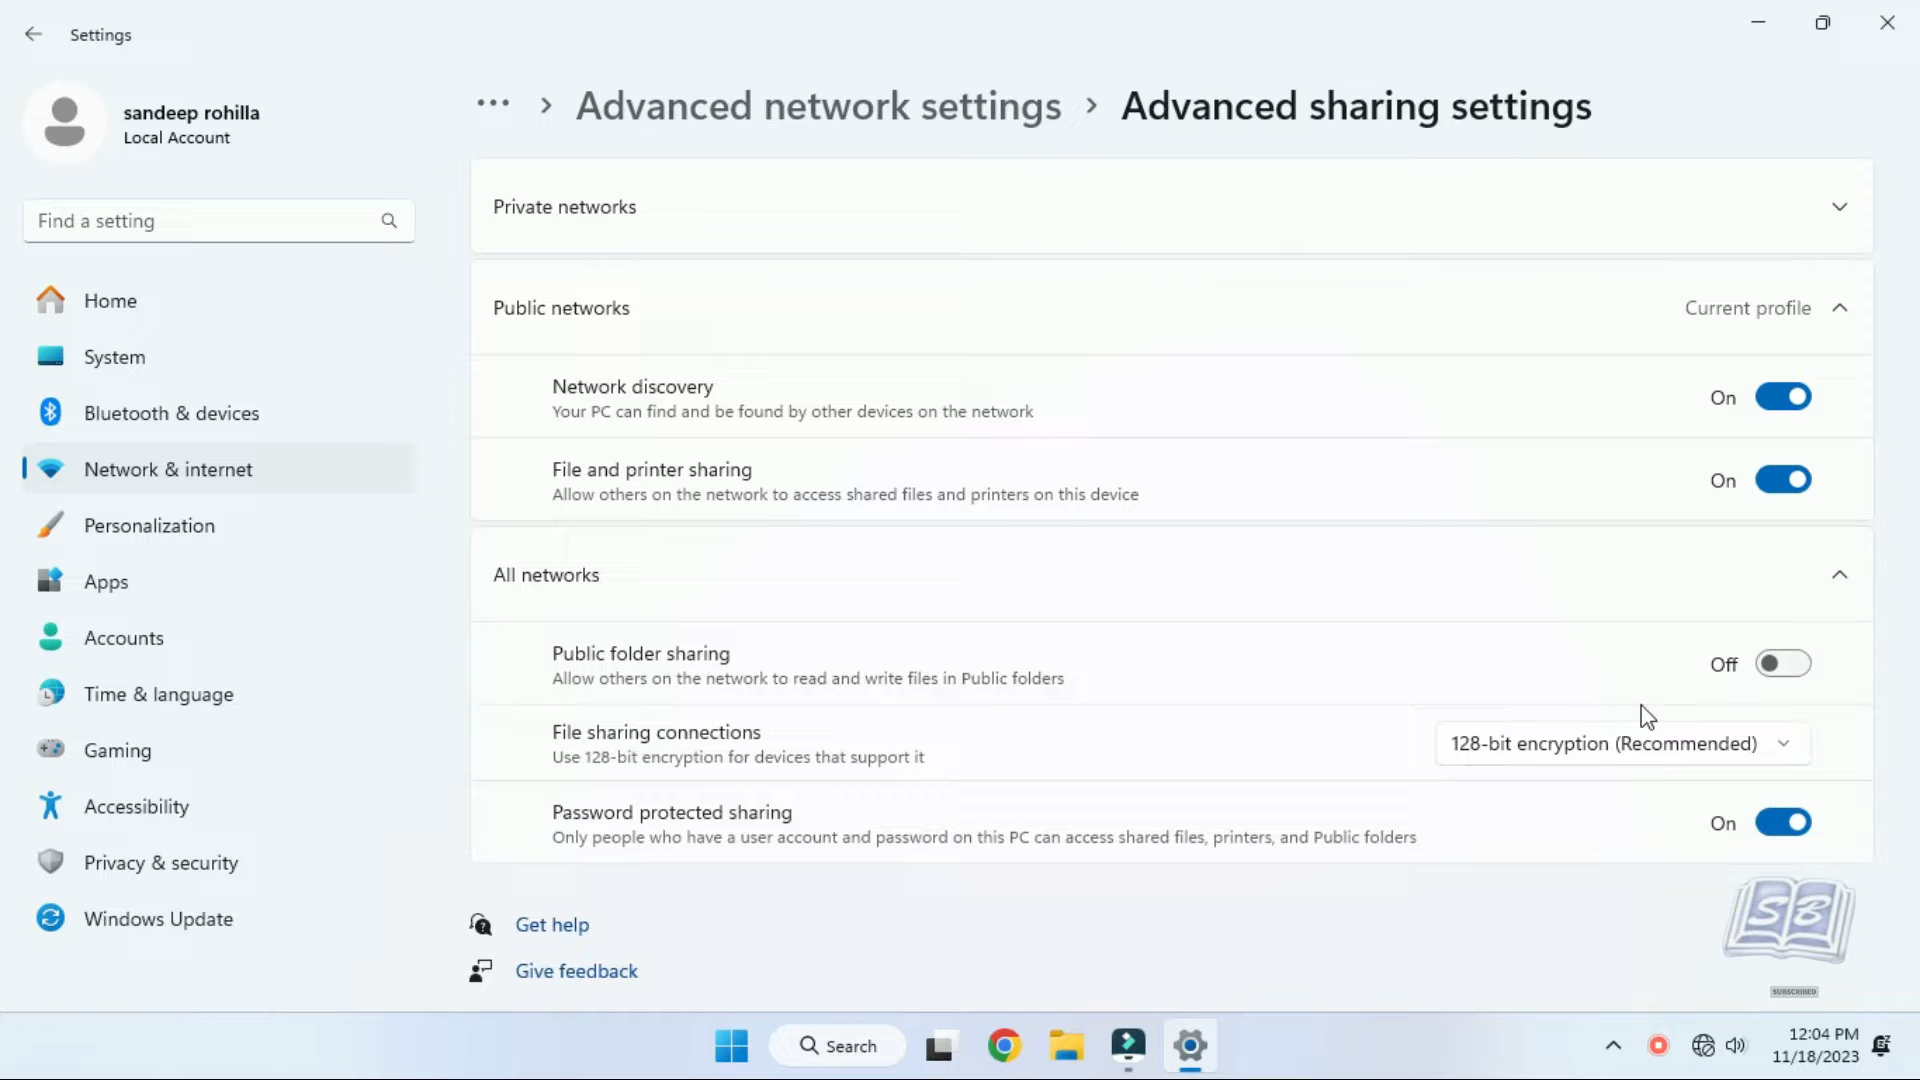 Settings
sandeep rohilla
Local Account
Find a setting
Home
System
Bluetooth & devices
Network & internet
Personalization
Apps
Accounts
Time & language
Gaming
Accessibility
Privacy & security
Windows Update
... > Advanced network settings > Advanced sharing settings
Private networks
Public networks
Current profile
Network discovery
Your PC can find and be found by other devices on the network
On
File and printer sharing
Allow others on the network to access shared files and printers on this device
On
All networks
Public folder sharing
Allow others on the network to read and write files in Public folders
Off
File sharing connections
Use 128-bit encryption for devices that support it
128-bit encryption (Recommended)
Password protected sharing
Only people who have a user account and password on this PC can access shared files, printers, and Public folders
On
Get help
Give feedback
SB
SUBSCRIBED
Search
12:04 PM
11/18/2023